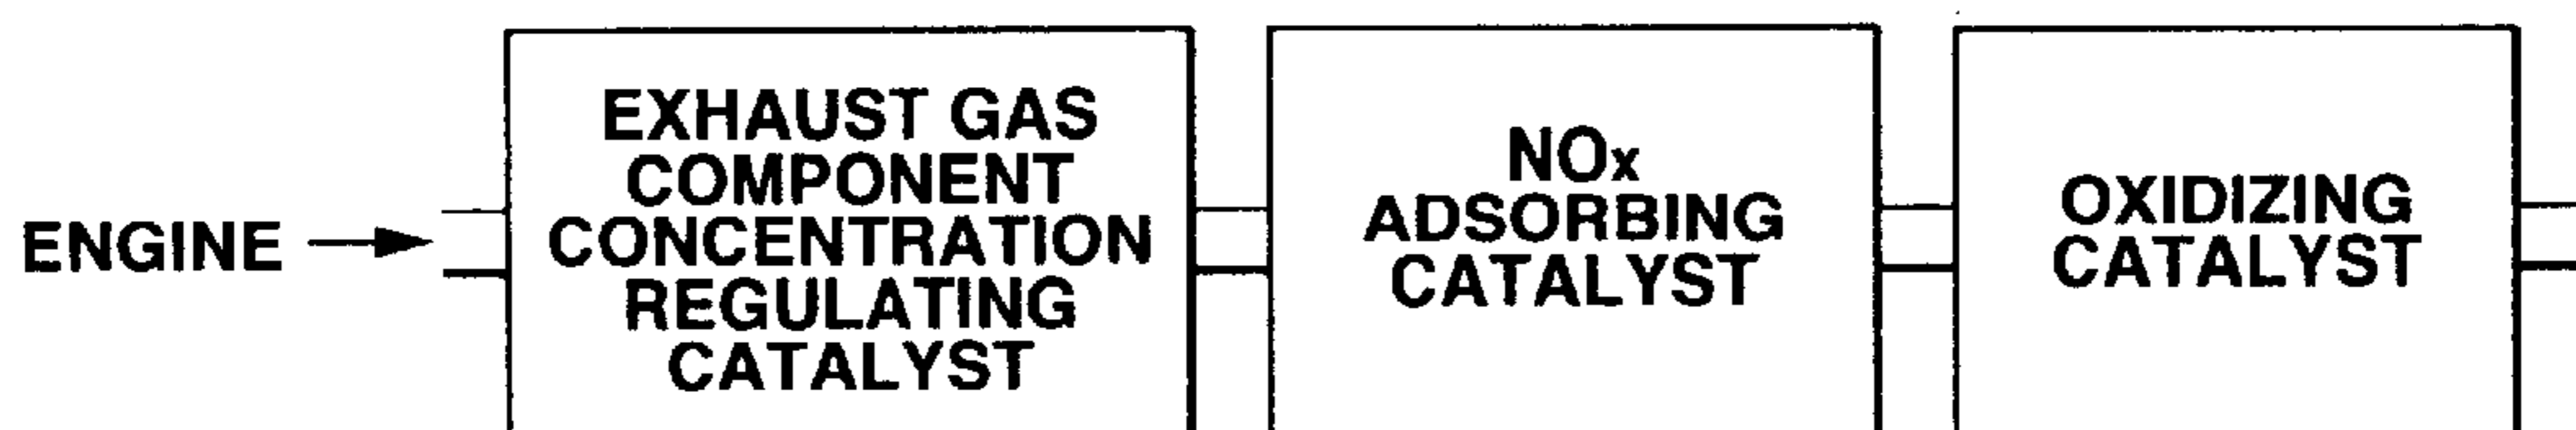 ENGINE
EXHAUST GAS
COMPONENT
CONCENTRATION
REGULATING
CATALYST
NOx
ADSORBING
CATALYST
OXIDIZING
CATALYST